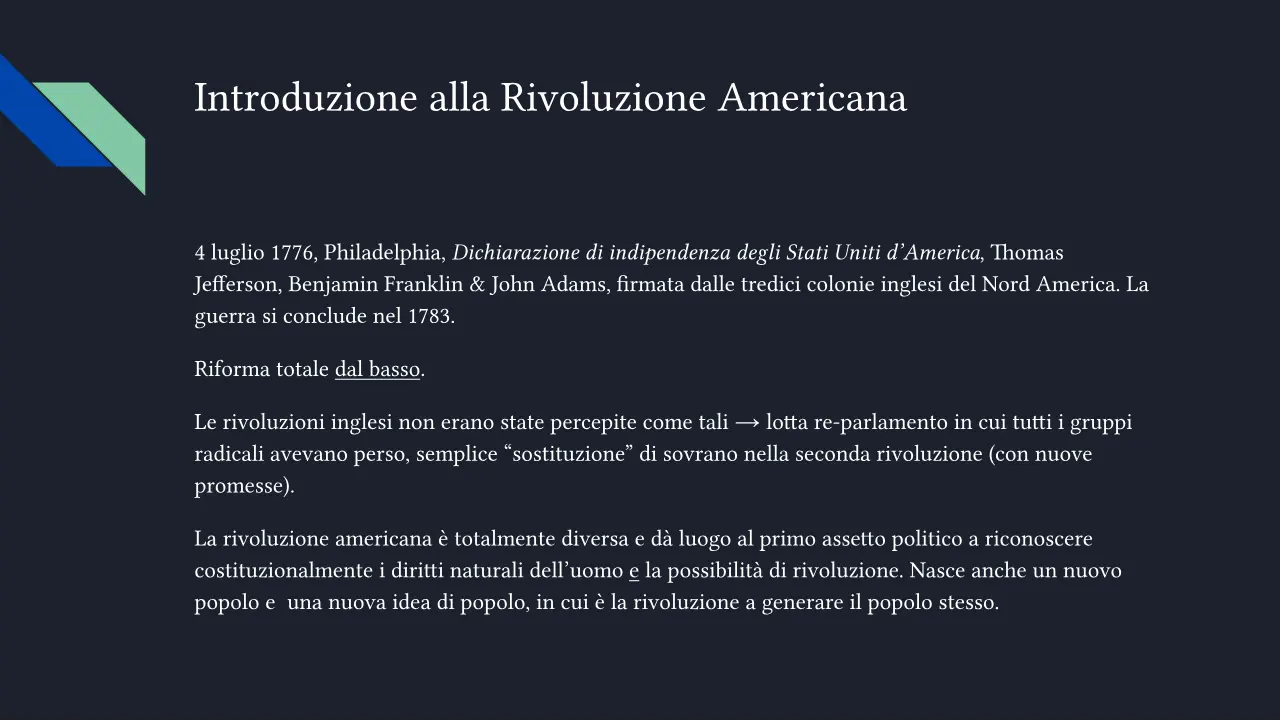 Introduzione alla Rivoluzione Americana
4 luglio 1776, Philadelphia, Dichiarazione di indipendenza degli Stati Uniti d’America, Thomas
Jefferson, Benjamin Franklin & John Adams, firmata dalle tredici colonie inglesi del Nord America. La
guerra si conclude nel 1783.
Riforma totale dal basso.
Le rivoluzioni inglesi non erano state percepite come tali → lotta re-parlamento in cui tutti i gruppi
radicali avevano perso, semplice “sostituzione” di sovrano nella seconda rivoluzione (con nuove
promesse).
La rivoluzione americana è totalmente diversa e dà luogo al primo assetto politico a riconoscere
costituzionalmente i diritti naturali dell’uomo e la possibilità di rivoluzione. Nasce anche un nuovo
popolo e  una nuova idea di popolo, in cui è la rivoluzione a generare il popolo stesso.